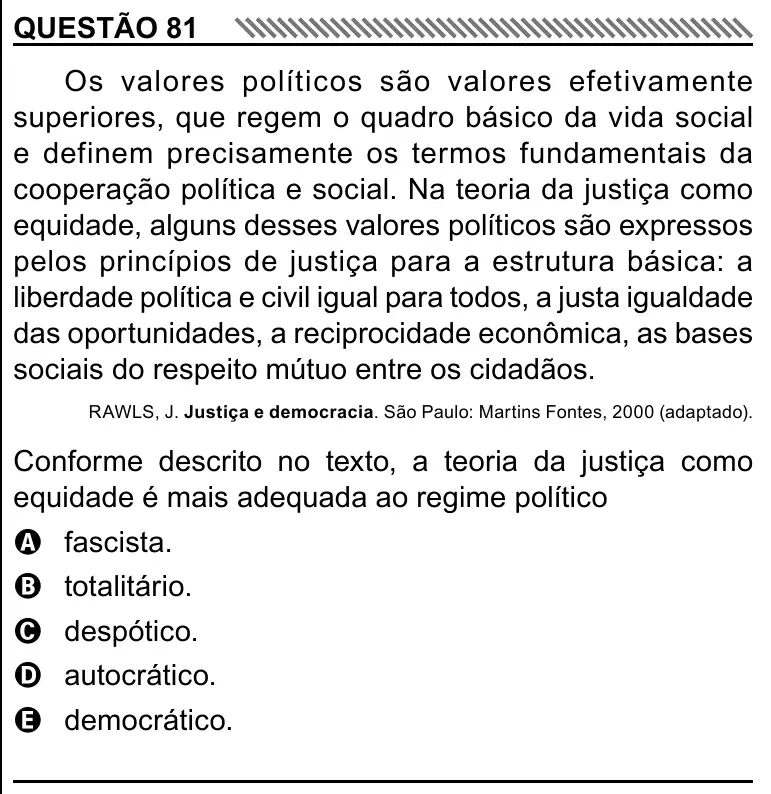 QUESTÃO 81
Os valores políticos são valores efetivamente
superiores, que regem o quadro básico da vida social
e definem precisamente os termos fundamentais da
cooperação política e social. Na teoria da justiça como
equidade, alguns desses valores políticos são expressos
pelos princípios de justiça para a estrutura básica: a
liberdade política e civil igual para todos, a justa igualdade
das oportunidades, a reciprocidade econômica, as bases
sociais do respeito mútuo entre os cidadãos.
RAWLS, J. Justiça e democracia. São Paulo: Martins Fontes, 2000 (adaptado).
Conforme descrito no texto, a teoria da justiça como
equidade é mais adequada ao regime político
A fascista.
B totalitário.
C despótico.
D autocrático.
E democrático.